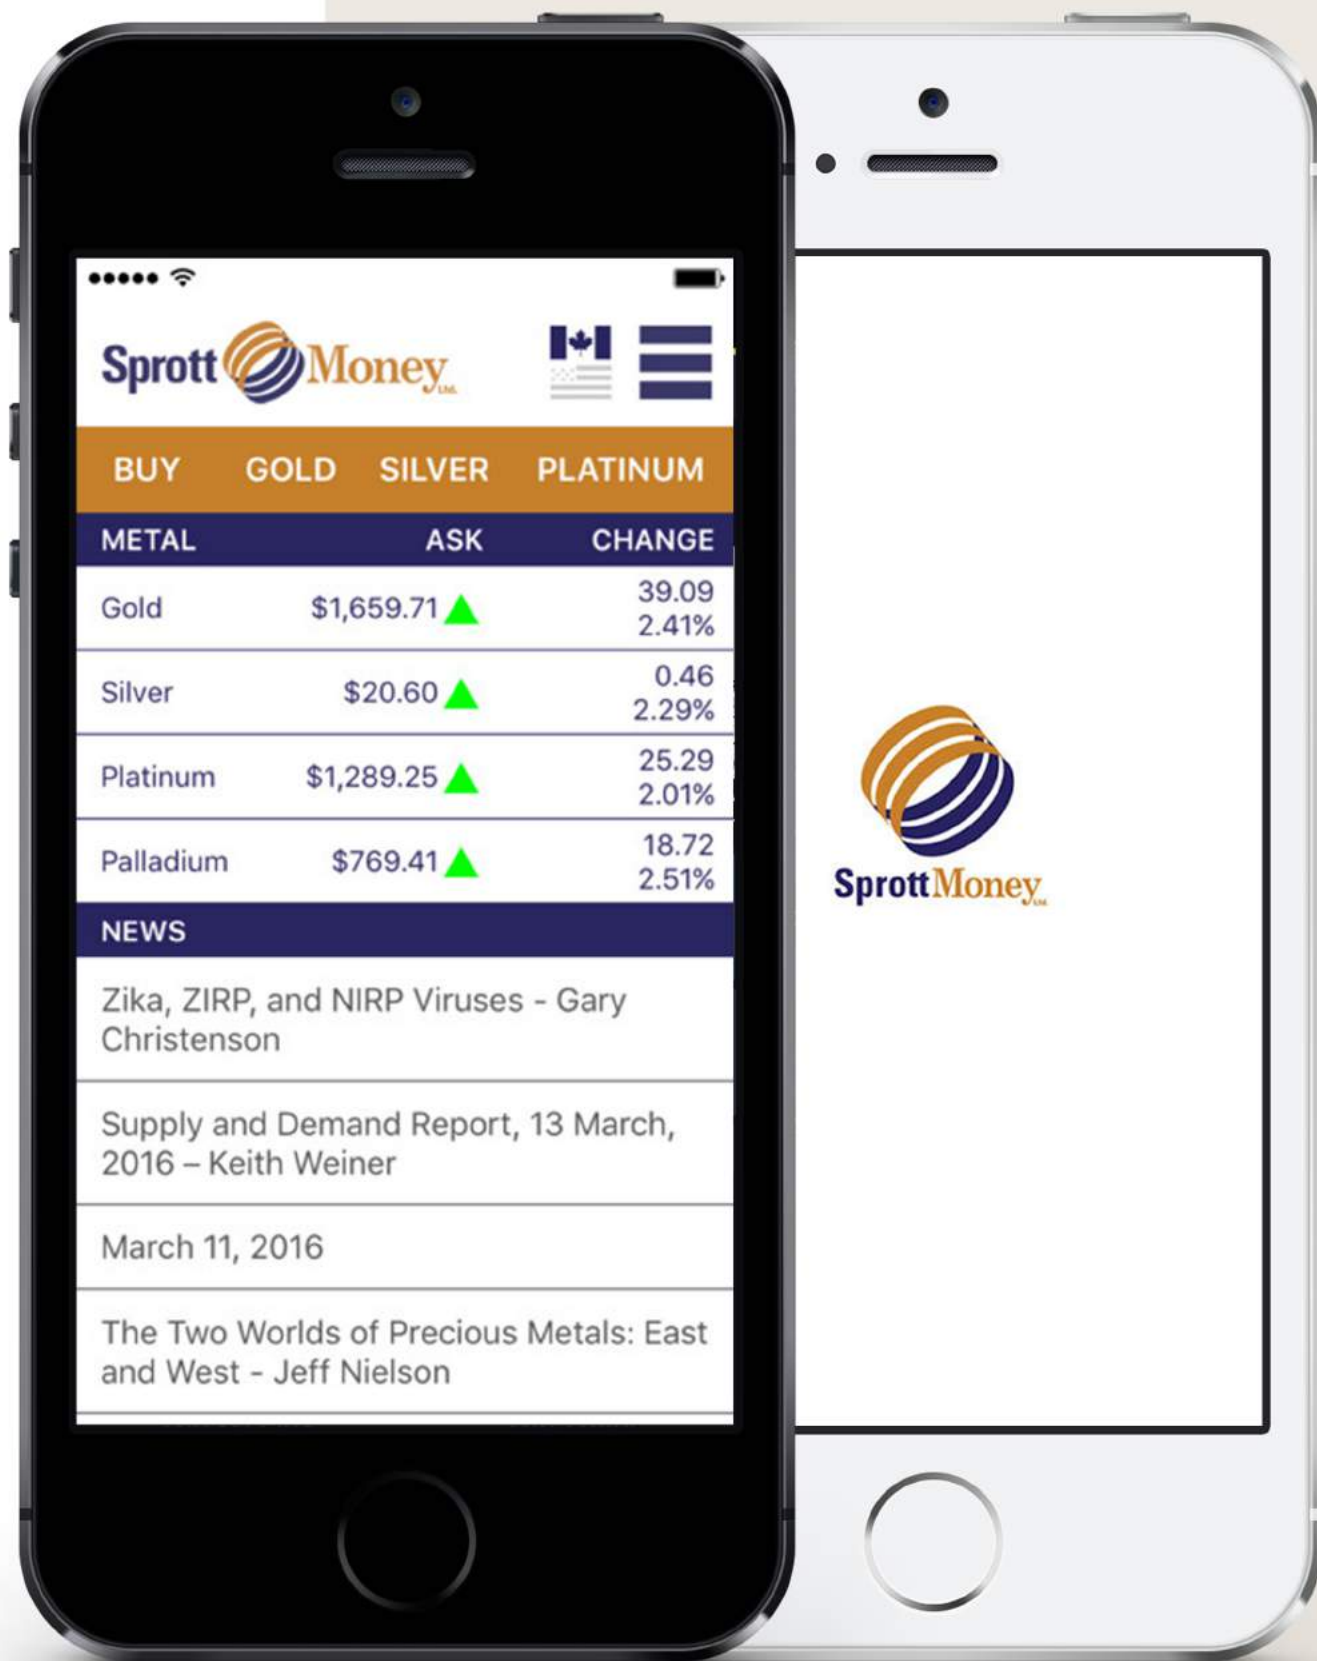 Sprott Money Ltd.
BUY GOLD SILVER PLATINUM
METAL ASK CHANGE
Gold $1,659.71 39.09
2.41%
Silver $20.60 0.46
2.29%
Platinum $1,289.25 25.29
2.01%
Palladium $769.41 18.72
2.51%
NEWS
Zika, ZIRP, and NIRP Viruses - Gary
Christenson
Supply and Demand Report, 13 March,
2016 – Keith Weiner
March 11, 2016
The Two Worlds of Precious Metals: East
and West - Jeff Nielson
Sprott Money Ltd.